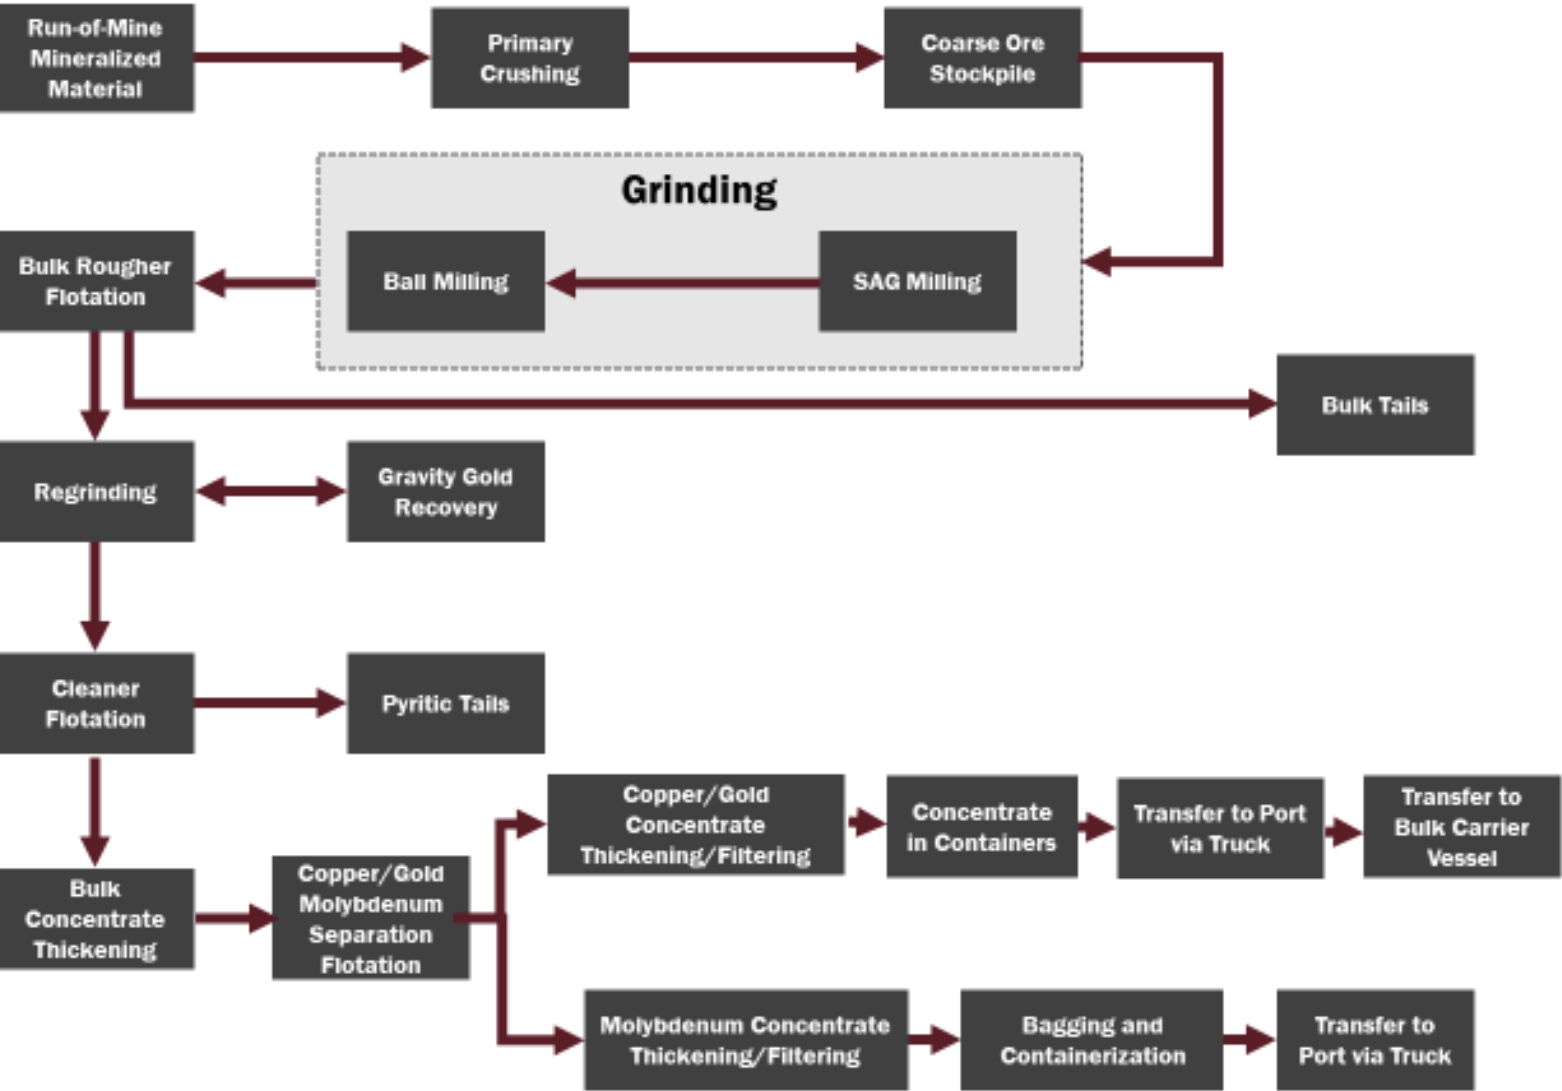 Run-of-Mine
Mineralized
Material
Primary
Crushing
Coarse Ore
Stockpile
Grinding
Bulk Rougher
Flotation
Ball Milling
SAG Milling
Bulk Tails
Regrinding
Gravity Gold
Recovery
Cleaner
Flotation
Pyritic Tails
Bulk
Concentrate
Thickening
Copper/Gold
Molybdenum
Separation
Flotation
Copper/Gold
Concentrate
Thickening/Filtering
Concentrate
in Containers
Transfer to Port
via Truck
Transfer to
Bulk Carrier
Vessel
Molybdenum Concentrate
Thickening/Filtering
Bagging and
Containerization
Transfer to
Port via Truck